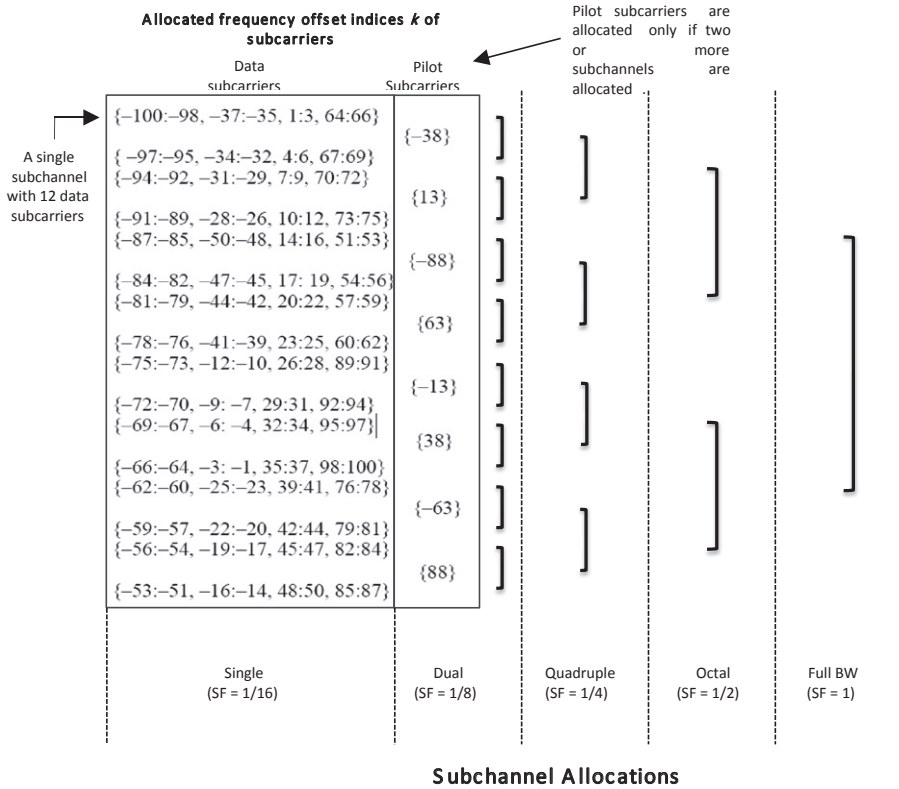 Allocated frequency offset indices k of
subcarriers
Pilot subcarriers are
allocated only if two
or more
subchannels are
allocated .
Data
subcarriers
Pilot
Subcarriers
A single
subchannel
with 12 data
subcarriers
{–100:–98, –37:–35, 1:3, 64:66}
{–38}
{ –97:–95, –34:–32, 4:6, 67:69}
{–94:–92, –31:–29, 7:9, 70:72}
{13}
{–91:–89, –28:–26, 10:12, 73:75}
{–87:–85, –50:–48, 14:16, 51:53}
{–88}
{–84:–82, –47:–45, 17: 19, 54:56}
{–81:–79, –44:–42, 20:22, 57:59}
{63}
{–78:–76, –41:–39, 23:25, 60:62}
{–75:–73, –12:–10, 26:28, 89:91}
{–13}
{–72:–70, –9: –7, 29:31, 92:94}
{–69:–67, –6: –4, 32:34, 95:97}
{38}
{–66:–64, –3: –1, 35:37, 98:100}
{–62:–60, –25:–23, 39:41, 76:78}
{–63}
{–59:–57, –22:–20, 42:44, 79:81}
{–56:–54, –19:–17, 45:47, 82:84}
{88}
{–53:–51, –16:–14, 48:50, 85:87}
Single
(SF = 1/16)
Dual
(SF = 1/8)
Quadruple
(SF = 1/4)
Octal
(SF = 1/2)
Full BW
(SF = 1)
Subchannel Allocations